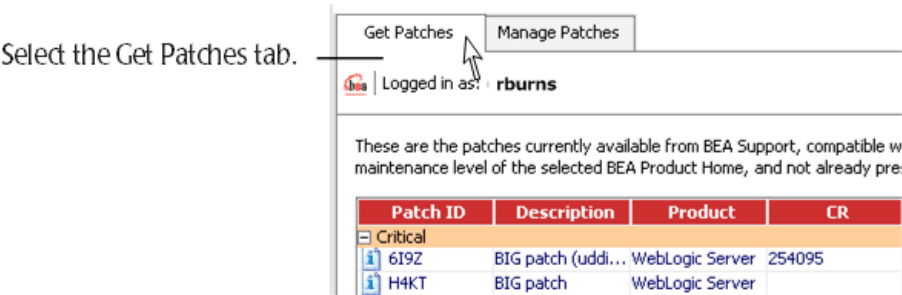 Get Patches Manage Patches
Select the Get Patches tab.
bea Logged in as: rburns
These are the patches currently available from BEA Support, compatible w
maintenance level of the selected BEA Product Home, and not already pre
Patch ID Description Product CR
Critical
6I9Z BIG patch (uddi... WebLogic Server 254095
H4KT BIG patch WebLogic Server